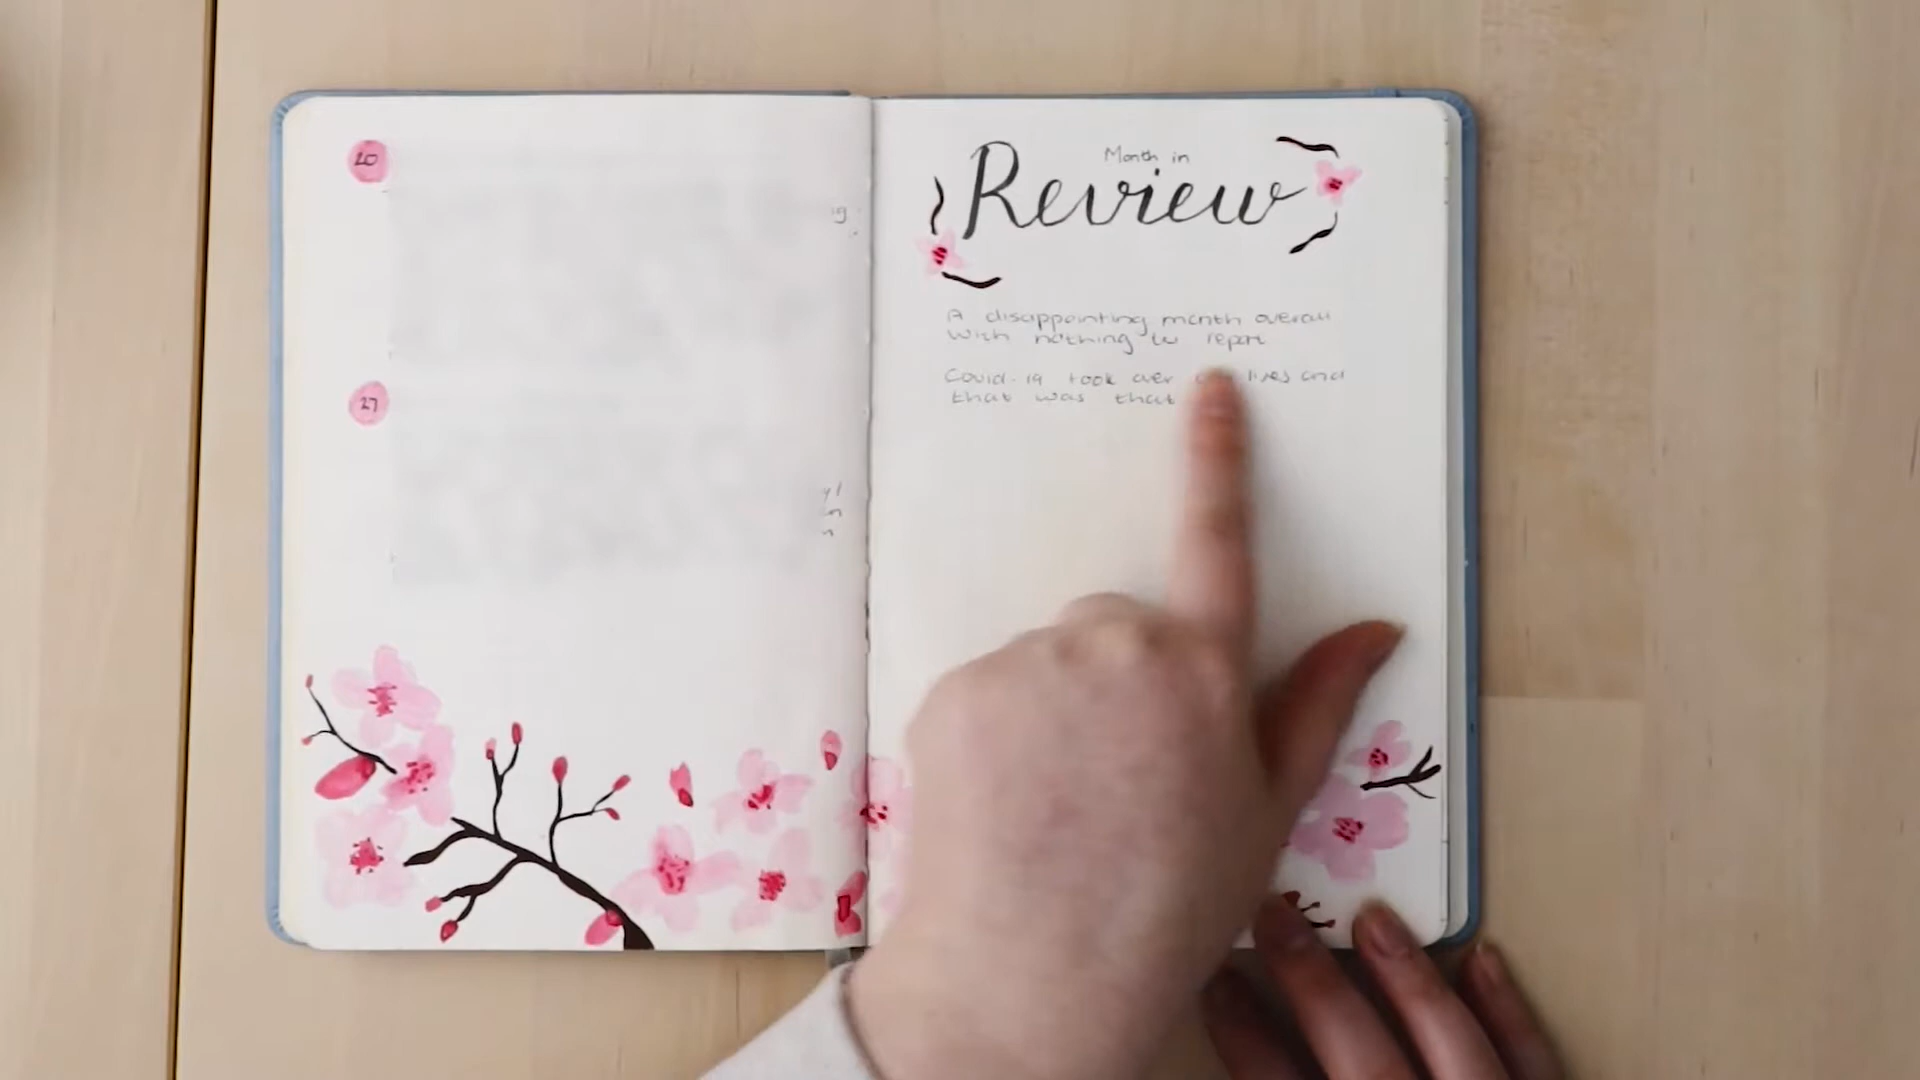 20
27
Month in
Review
A disappointing month overall
with nothing to report
Covid-19 took over lives and
that was that